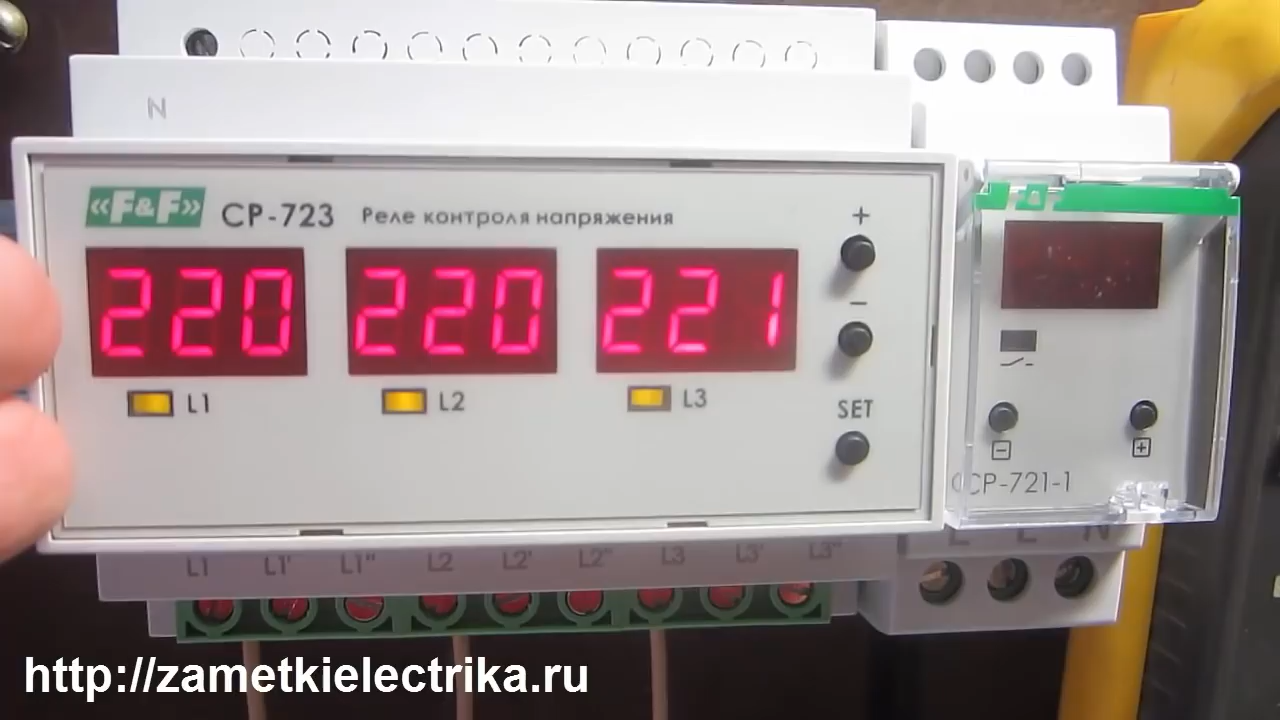 N
«F&F» CP-723 Реле контроля напряжения
+
220 220 221
−
L1 L2 L3
SET
L1 L1' L1" L2 L2' L2" L3 L3' L3"
F&F
CP-721-1
L L N
http://zametkielectrika.ru